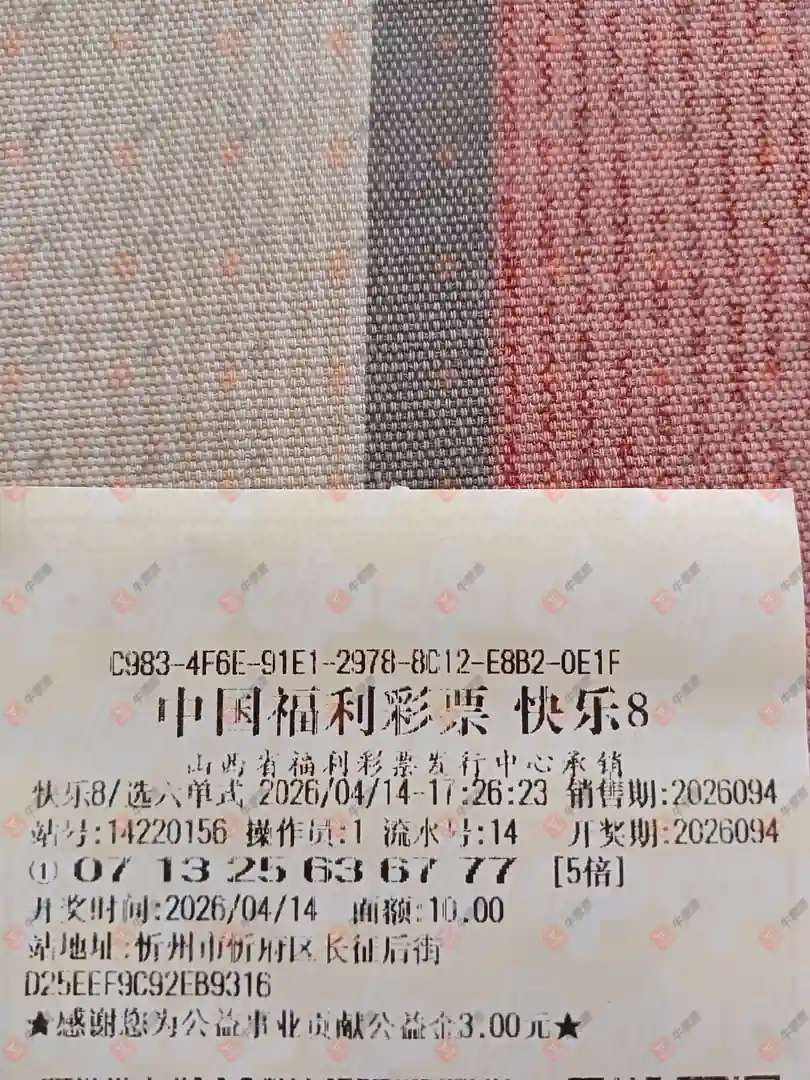 C983-4F6E-91E1-2978-8C12-E8B2-0E1F
中国福利彩票 快乐8
山西省福利彩票发行中心承销
快乐8/选六单式 2026/04/14-17:26:23 销售期:2026094
站号:14220156 操作员:1 流水号:14 开奖期:2026094
① 07 13 25 63 67 77 [5倍]
开奖时间:2026/04/14 面额:10.00
站地址:忻州市忻府区长征后街
D25EEF9C92EB9316
★感谢您为公益事业贡献公益金3.00元★